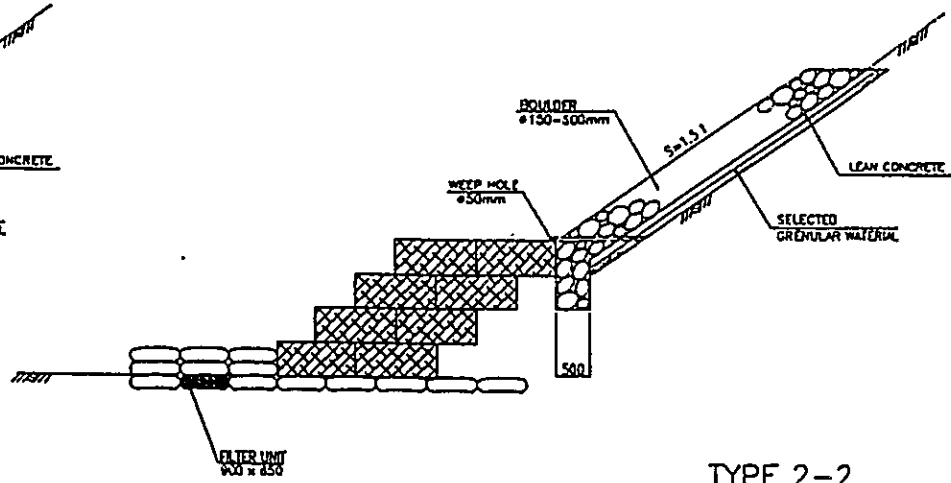 BOULDER
ø150-500mm
S=1.5:1
ONCRETE
WEEP HOLE
ø50mm
LEAN CONCRETE
SELECTED
GRENULAR MATERIAL
500
FILTER UNIT
TYPE 2-2